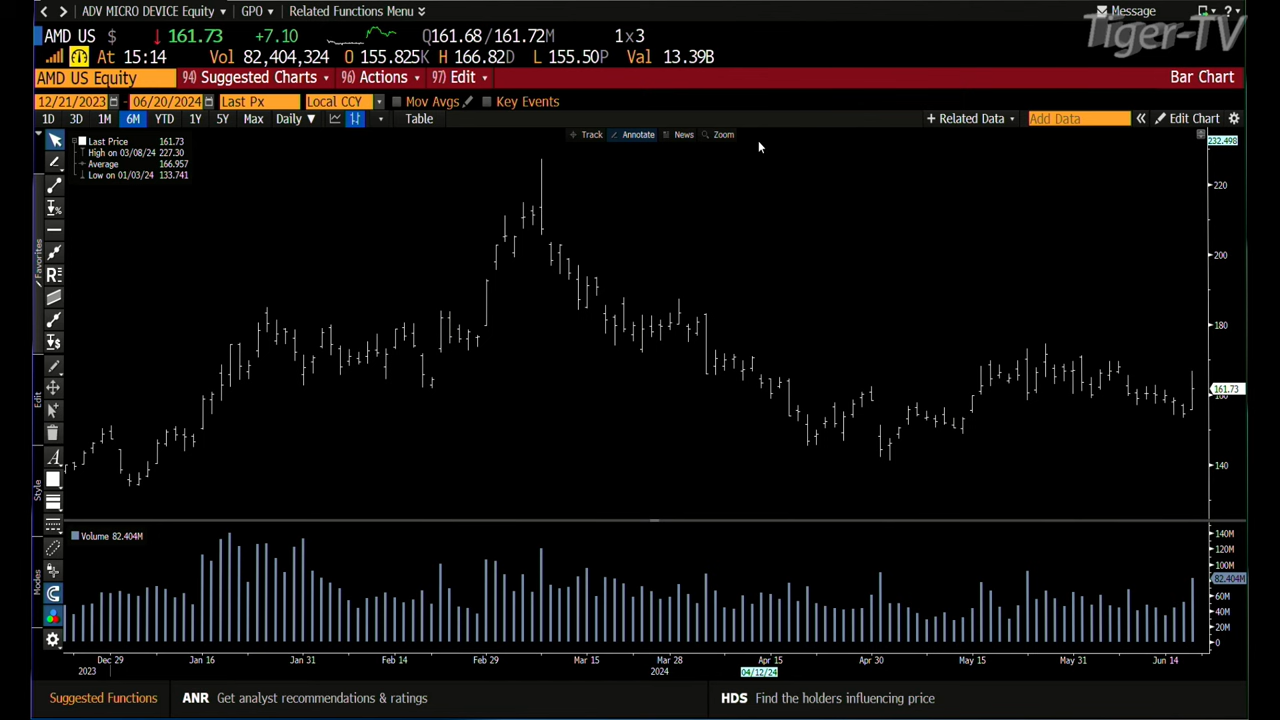 ADV MICRO DEVICE Equity GPO Related Functions Menu Message ?
Tiger-TV
AMD US $ 161.73 +7.10 Q161.68/161.72M 1x3
At 15:14 Vol 82,404,324 O 155.825K H 166.82D L 155.50P Val 13.39B
AMD US Equity 94) Suggested Charts 96) Actions 97) Edit Bar Chart
12/21/2023 - 06/20/2024 Last Px Local CCY Mov Avgs Key Events
1D 3D 1M 6M YTD 1Y 5Y Max Daily Table + Related Data Add Data « Edit Chart
Track Annotate News Zoom
Last Price 161.73
High on 03/08/24 227.30
Average 166.957
Low on 01/03/24 133.741
232.498
220
200
180
161.73
160
140
Favorites
Edit
Style
Modes
Volume 82.404M
140M
120M
100M
82.404M
60M
40M
20M
0
Dec 29 Jan 16 Jan 31 Feb 14 Feb 29 Mar 15 Mar 28 Apr 15 Apr 30 May 15 May 31 Jun 14
2023 2024 04/12/24
Suggested Functions ANR Get analyst recommendations & ratings HDS Find the holders influencing price